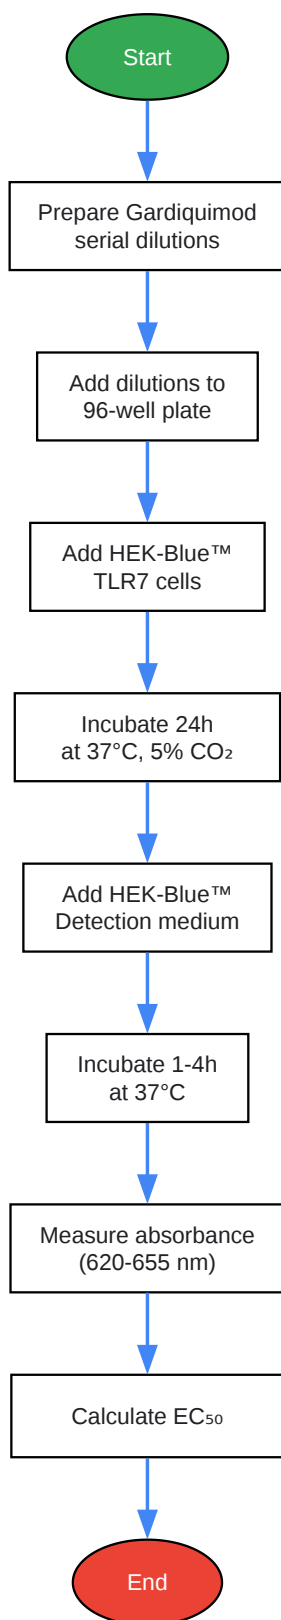 Start
Prepare Gardiquimod
serial dilutions
Add dilutions to
96-well plate
Add HEK-Blue™
TLR7 cells
Incubate 24h
at 37°C, 5% CO₂
Add HEK-Blue™
Detection medium
Incubate 1-4h
at 37°C
Measure absorbance
(620-655 nm)
Calculate EC₅₀
End